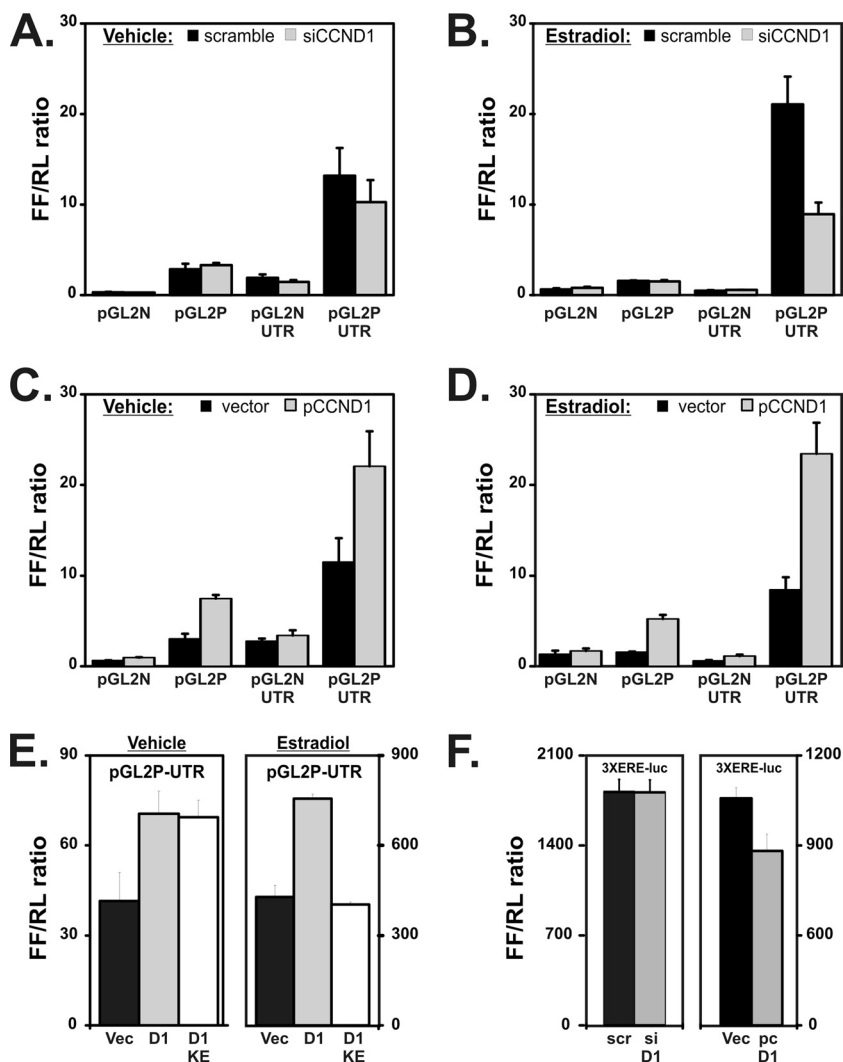 A.
Vehicle: scramble siCCND1
FF/RL ratio
30
20
10
0
pGL2N pGL2P pGL2N pGL2P
UTR UTR
B.
Estradiol: scramble siCCND1
FF/RL ratio
30
20
10
0
pGL2N pGL2P pGL2N pGL2P
UTR UTR
C.
Vehicle: vector pCCND1
FF/RL ratio
30
20
10
0
pGL2N pGL2P pGL2N pGL2P
UTR UTR
D.
Estradiol: vector pCCND1
FF/RL ratio
30
20
10
0
pGL2N pGL2P pGL2N pGL2P
UTR UTR
E.
Vehicle
pGL2P-UTR
FF/RL ratio
90
60
30
0
Vec D1 D1
KE
Estradiol
pGL2P-UTR
900
600
300
0
Vec D1 D1
KE
F.
3XERE-luc
FF/RL ratio
2100
1400
700
0
scr si
D1
3XERE-luc
1200
900
600
0
Vec pc
D1